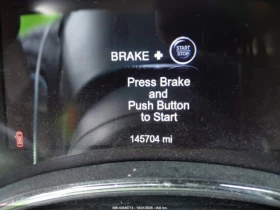 BRAKE + START STOP
Press Brake
and
Push Button
to Start
145704 mi